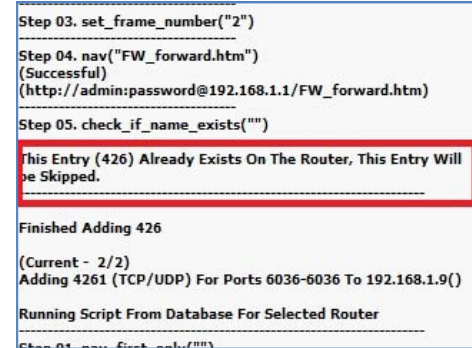 ----------------------------------------
Step 03. set_frame_number("2")
----------------------------------------
Step 04. nav("FW_forward.htm")
(Successful)
(http://admin:password@192.168.1.1/FW_forward.htm)
----------------------------------------
Step 05. check_if_name_exists("")
This Entry (426) Already Exists On The Router, This Entry Will
be Skipped.
----------------------------------------------------------------------
Finished Adding 426
(Current - 2/2)
Adding 4261 (TCP/UDP) For Ports 6036-6036 To 192.168.1.9()
Running Script From Database For Selected Router
----------------------------------------------------------------------
Step 01. nav_first_only("")